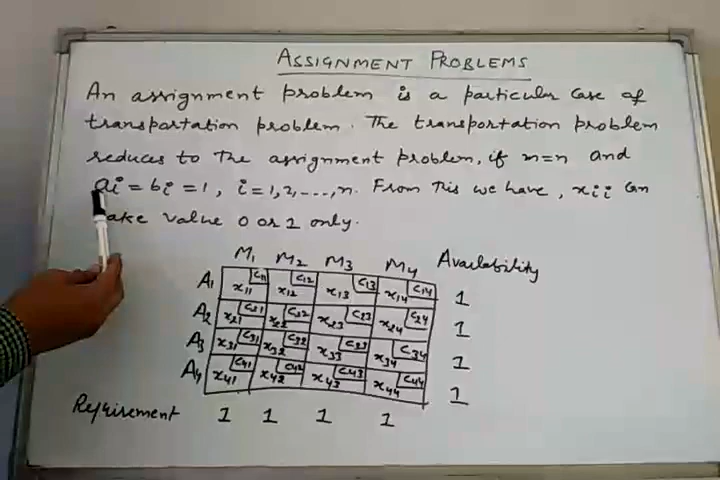 ASSIGNMENT PROBLEMS
An assignment problem is a particular case of
transportation problem. The transportation problem
reduces to the assignment problem, if m=n and
ai = bi = 1, i=1,2,...,n. From this we have, xij can
take value 0 or 1 only.
M1 M2 M3 M4 Availability
A1 x11 c11 x12 c12 x13 c13 x14 c14 1
A2 x21 c21 x22 c22 x23 c23 x24 c24 1
A3 x31 c31 x32 c32 x33 c33 x34 c34 1
A4 x41 c41 x42 c42 x43 c43 x44 c44 1
Requirement 1 1 1 1